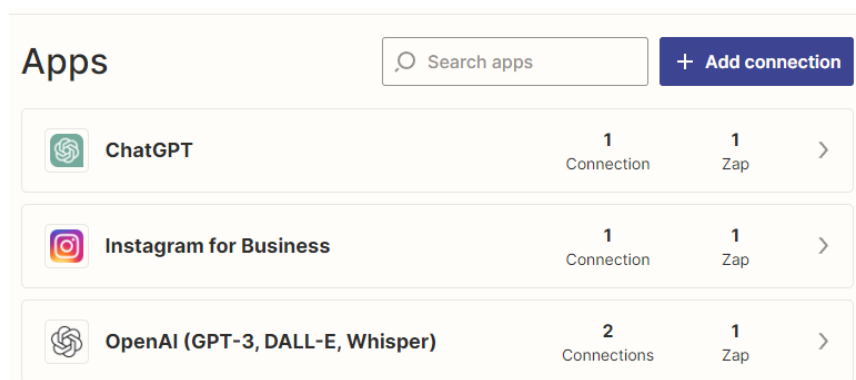 Apps
Search apps
+ Add connection
ChatGPT
1
Connection
1
Zap
Instagram for Business
1
Connection
1
Zap
OpenAI (GPT-3, DALL-E, Whisper)
2
Connections
1
Zap